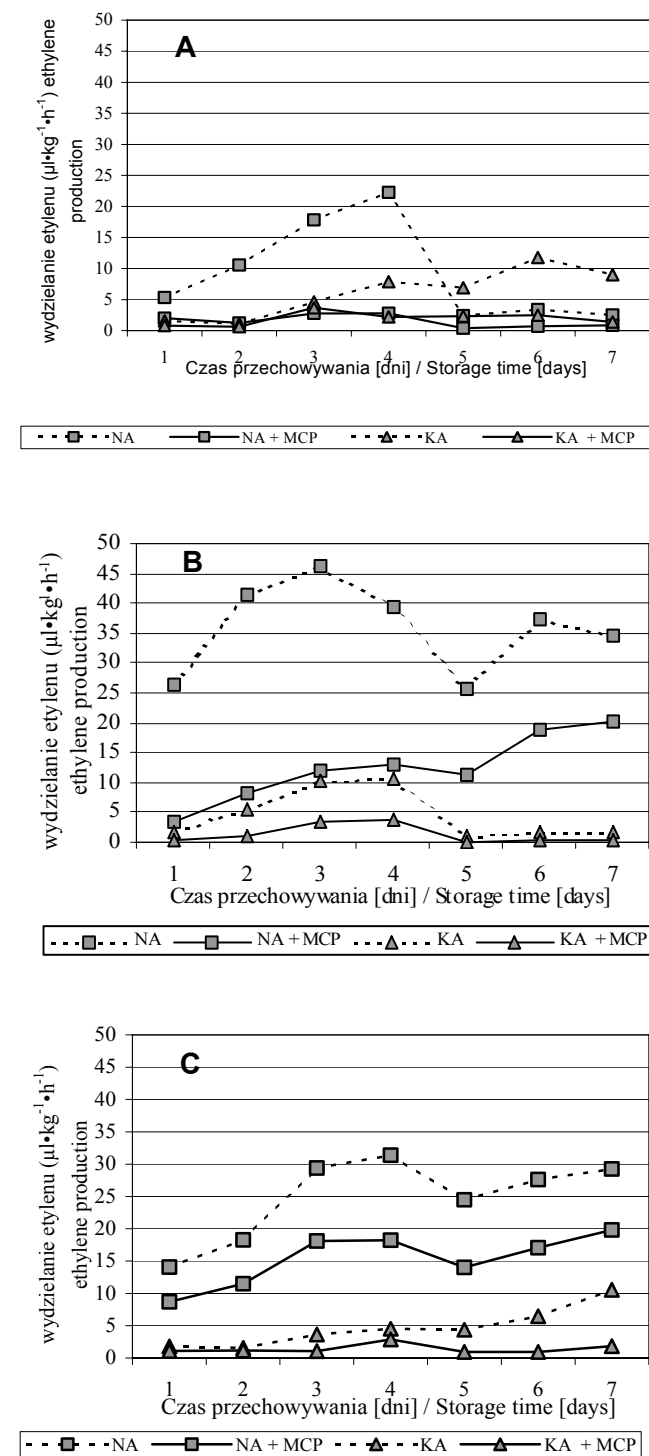 A
wydzielanie etylenu (µl•kg⁻¹•h⁻¹) ethylene
production
50
45
40
35
30
25
20
15
10
5
0
1 2 3 4 5 6 7
Czas przechowywania [dni] / Storage time [days]
NA NA + MCP KA KA + MCP
B
wydzielanie etylenu (µl•kgˡ•h⁻¹)
ethylene production
50
45
40
35
30
25
20
15
10
5
0
1 2 3 4 5 6 7
Czas przechowywania [dni] / Storage time [days]
NA NA + MCP KA KA + MCP
C
wydzielanie etylenu (µl•kg⁻¹•h⁻¹)
ethylene production
50
45
40
35
30
25
20
15
10
5
0
1 2 3 4 5 6 7
Czas przechowywania [dni] / Storage time [days]
NA NA + MCP KA KA + MCP